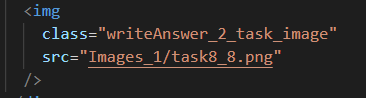 <img
class="writeAnswer_2_task_image"
src="Images_1/task8_8.png"
/>